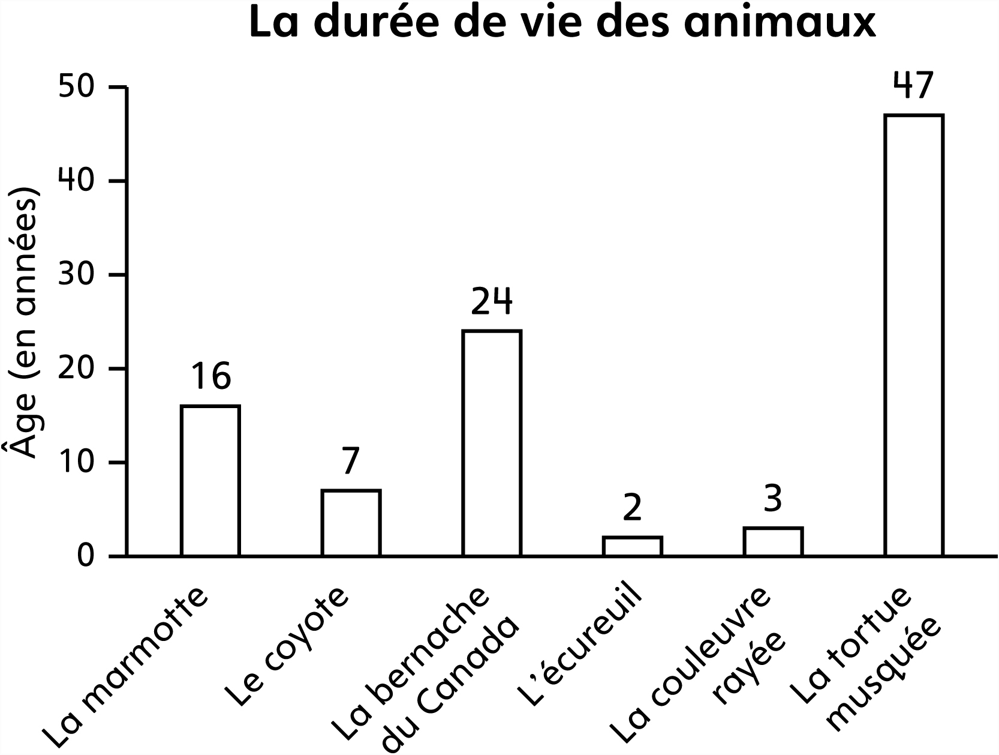 La durée de vie des animaux
Âge (en années)
50
40
30
20
10
0
16
7
24
2
3
47
La marmotte
Le coyote
La bernache
du Canada
L'écureuil
La couleuvre
rayée
La tortue
musquée